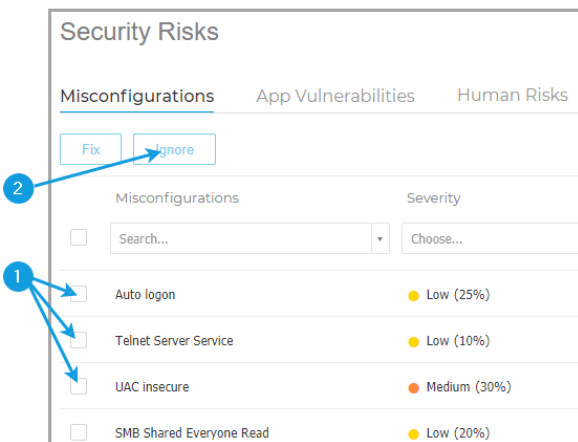 Security Risks
Misconfigurations App Vulnerabilities Human Risks
Fix Ignore
2
Misconfigurations Severity
Search... Choose...
1
Auto logon Low (25%)
Telnet Server Service Low (10%)
UAC insecure Medium (30%)
SMB Shared Everyone Read Low (20%)